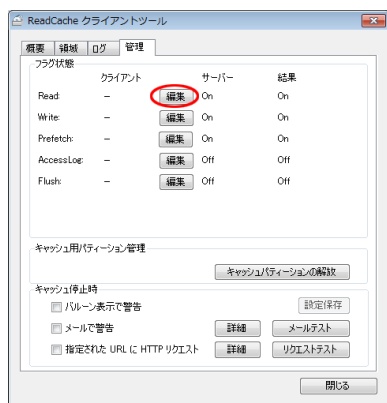 ReadCache クライアントツール
概要 領域 ログ 管理
フラグ状態
クライアント サーバー 結果
Read: － 編集 On On
Write: － 編集 On On
Prefetch: － 編集 On On
AccessLog: － 編集 Off Off
Flush: － 編集 Off Off
キャッシュ用パティーション管理
キャッシュパティーションの解放
キャッシュ停止時
バルーン表示で警告 設定保存
メールで警告 詳細 メールテスト
指定された URL に HTTP リクエスト 詳細 リクエストテスト
閉じる